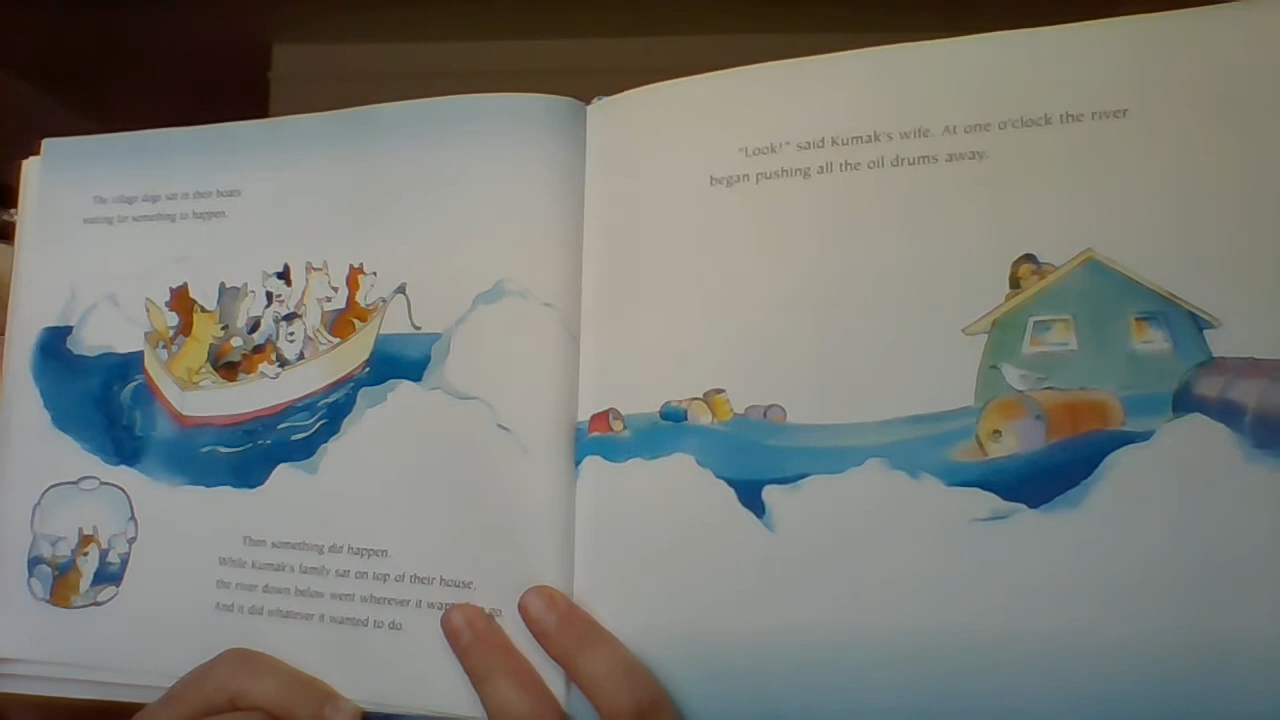 The village dogs sat in their boats
waiting for something to happen.
Then something did happen.
While Kumak's family sat on top of their house,
the river down below went wherever it go.
And it did whatever it wanted to do.
"Look!" said Kumak's wife. At one o'clock the river
began pushing all the oil drums away.